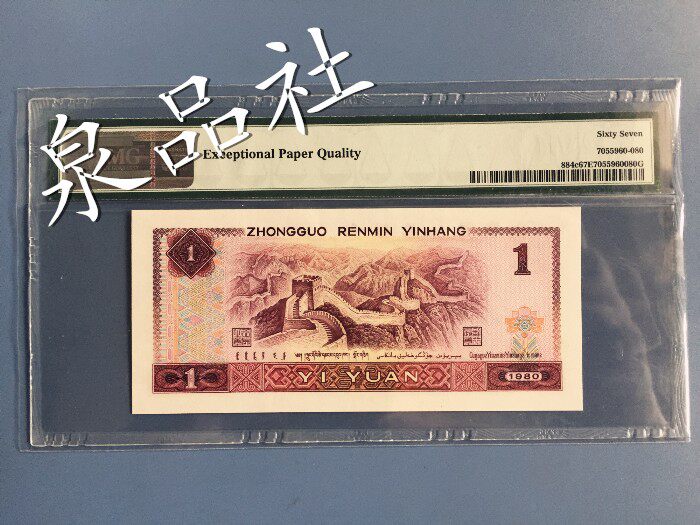 泉品社
Exceptional Paper Quality
Sixty Seven
7055960-080
884c67E7055960080G
ZHONGGUO RENMIN YINHANG
1
1
1
YI YUAN
1980